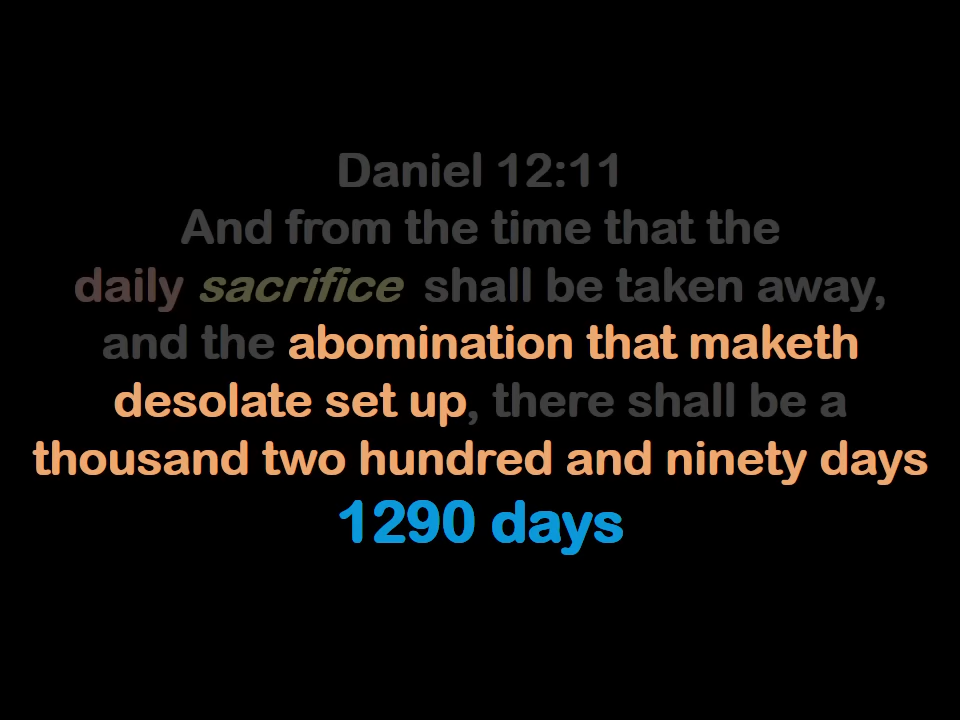 Daniel 12:11
And from the time that the
daily sacrifice shall be taken away,
and the abomination that maketh
desolate set up, there shall be a
thousand two hundred and ninety days
1290 days